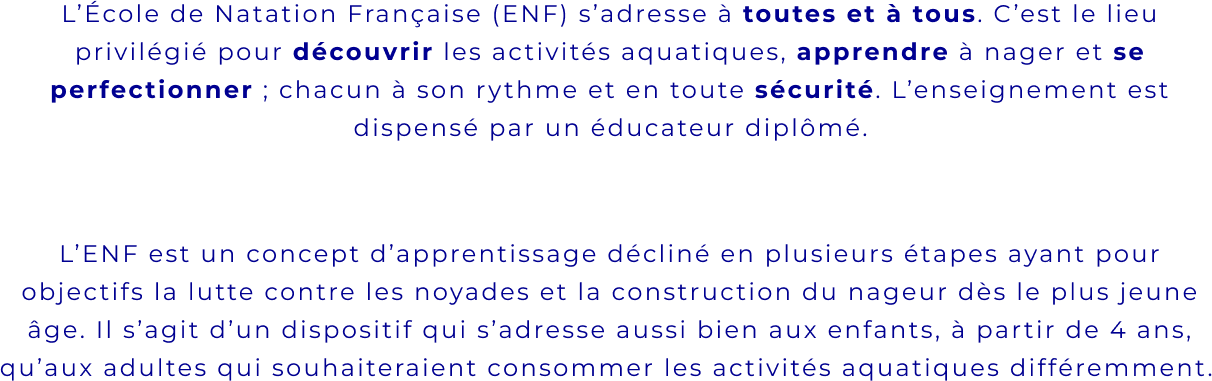 L’École de Natation Française (ENF) s’adresse à toutes et à tous. C’est le lieu
privilégié pour découvrir les activités aquatiques, apprendre à nager et se
perfectionner ; chacun à son rythme et en toute sécurité. L’enseignement est
dispensé par un éducateur diplômé.
L’ENF est un concept d’apprentissage décliné en plusieurs étapes ayant pour
objectifs la lutte contre les noyades et la construction du nageur dès le plus jeune
âge. Il s’agit d’un dispositif qui s’adresse aussi bien aux enfants, à partir de 4 ans,
qu’aux adultes qui souhaiteraient consommer les activités aquatiques différemment.